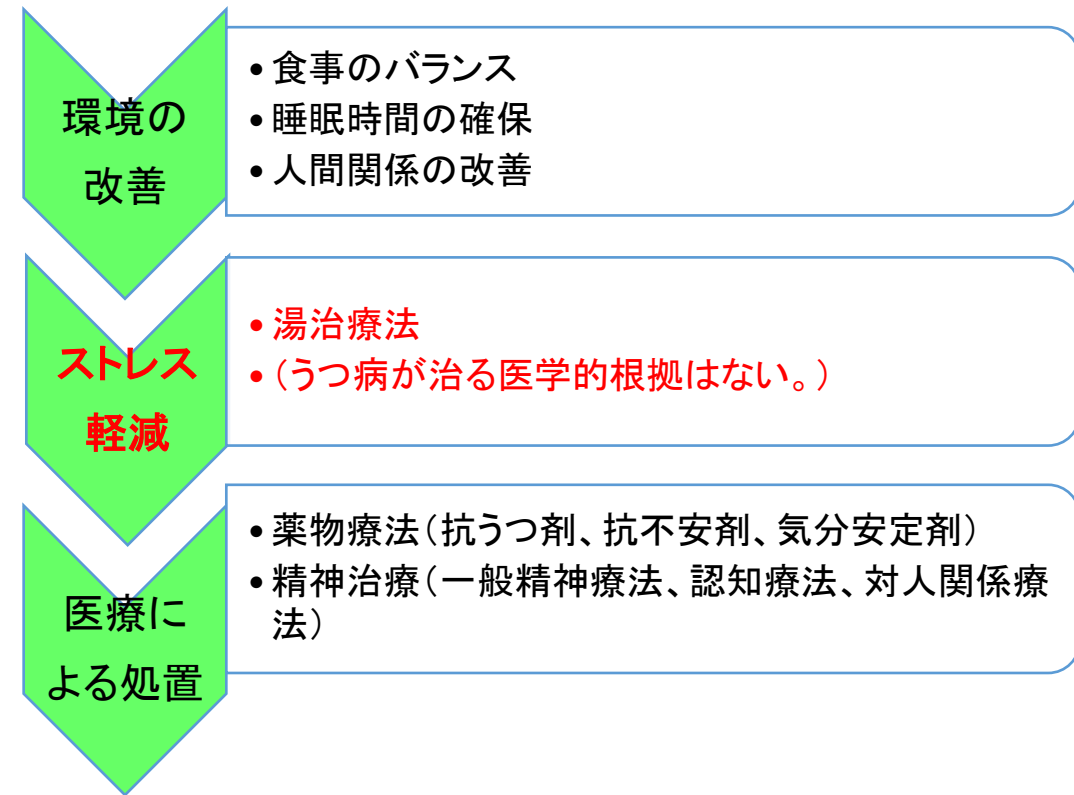 環境の
改善
• 食事のバランス
• 睡眠時間の確保
• 人間関係の改善
ストレス
軽減
• 湯治療法
• (うつ病が治る医学的根拠はない。)
医療に
よる処置
• 薬物療法(抗うつ剤、抗不安剤、気分安定剤)
• 精神治療(一般精神療法、認知療法、対人関係療
法)